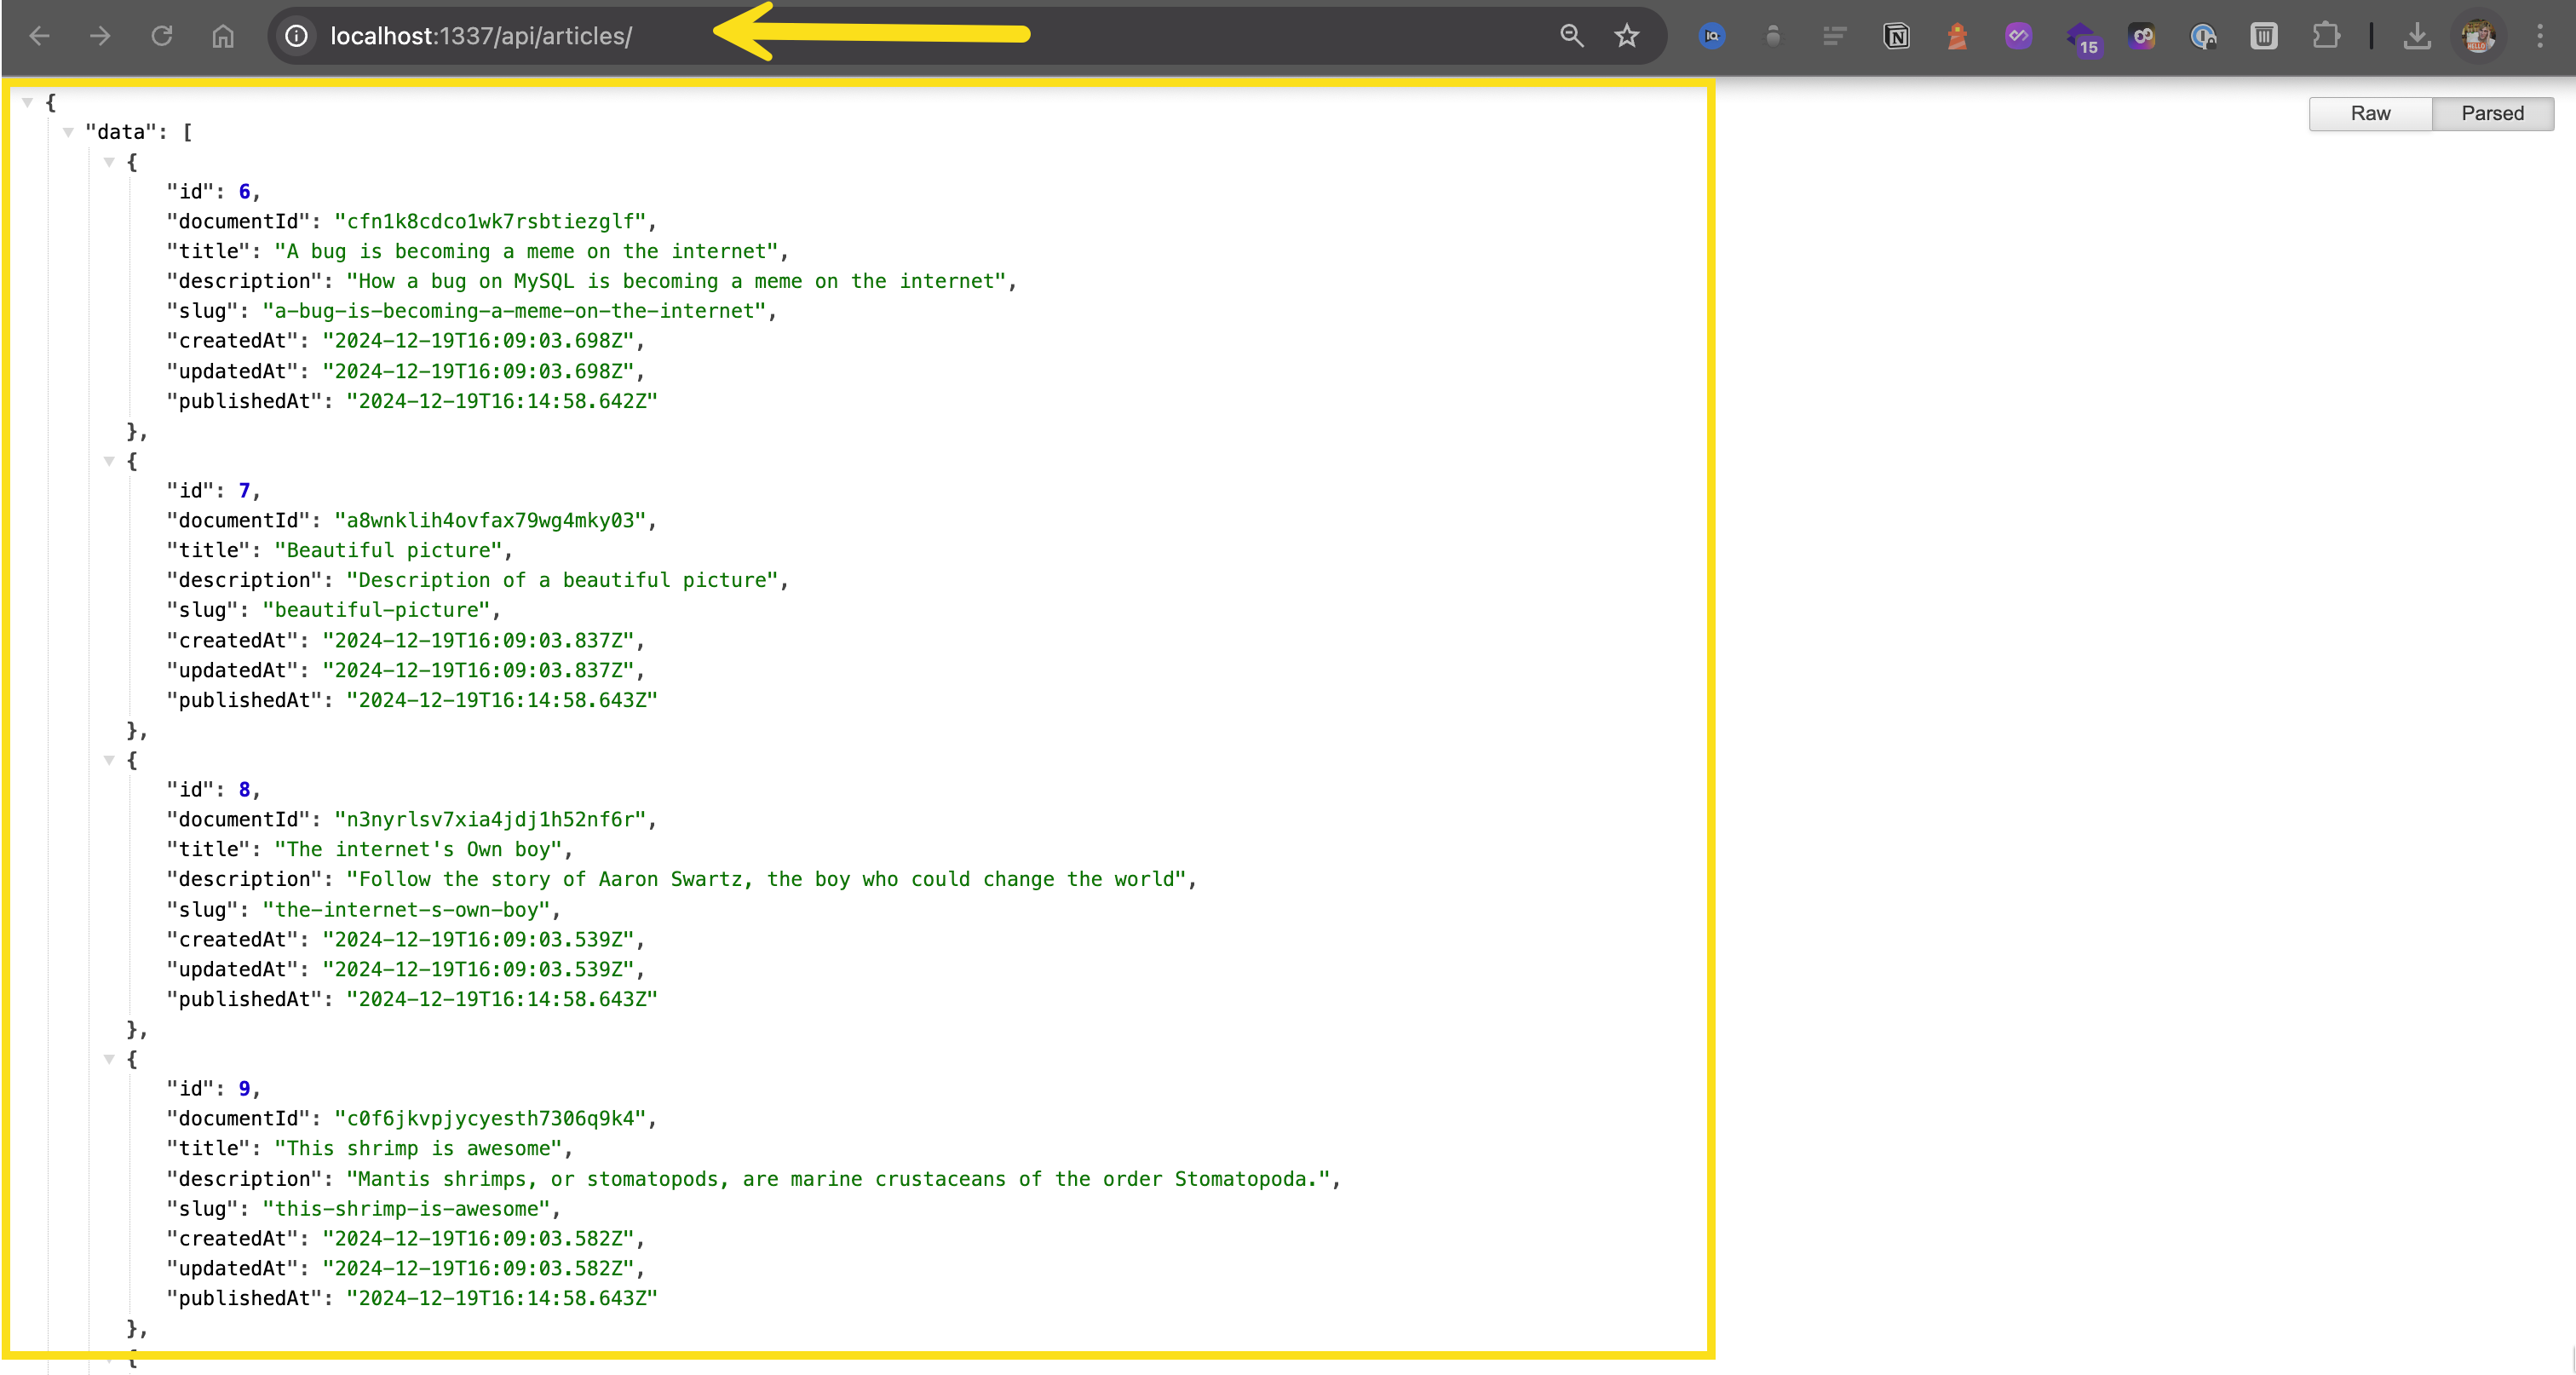 localhost:1337/api/articles/
15
Raw
Parsed
{
"data": [
{
"id": 6,
"documentId": "cfn1k8cdco1wk7rsbtiezglf",
"title": "A bug is becoming a meme on the internet",
"description": "How a bug on MySQL is becoming a meme on the internet",
"slug": "a-bug-is-becoming-a-meme-on-the-internet",
"createdAt": "2024-12-19T16:09:03.698Z",
"updatedAt": "2024-12-19T16:09:03.698Z",
"publishedAt": "2024-12-19T16:14:58.642Z"
},
{
"id": 7,
"documentId": "a8wnklih4ovfax79wg4mky03",
"title": "Beautiful picture",
"description": "Description of a beautiful picture",
"slug": "beautiful-picture",
"createdAt": "2024-12-19T16:09:03.837Z",
"updatedAt": "2024-12-19T16:09:03.837Z",
"publishedAt": "2024-12-19T16:14:58.643Z"
},
{
"id": 8,
"documentId": "n3nyrlsv7xia4jdj1h52nf6r",
"title": "The internet's Own boy",
"description": "Follow the story of Aaron Swartz, the boy who could change the world",
"slug": "the-internet-s-own-boy",
"createdAt": "2024-12-19T16:09:03.539Z",
"updatedAt": "2024-12-19T16:09:03.539Z",
"publishedAt": "2024-12-19T16:14:58.643Z"
},
{
"id": 9,
"documentId": "c0f6jkvpjycyesth7306q9k4",
"title": "This shrimp is awesome",
"description": "Mantis shrimps, or stomatopods, are marine crustaceans of the order Stomatopoda.",
"slug": "this-shrimp-is-awesome",
"createdAt": "2024-12-19T16:09:03.582Z",
"updatedAt": "2024-12-19T16:09:03.582Z",
"publishedAt": "2024-12-19T16:14:58.643Z"
},
{